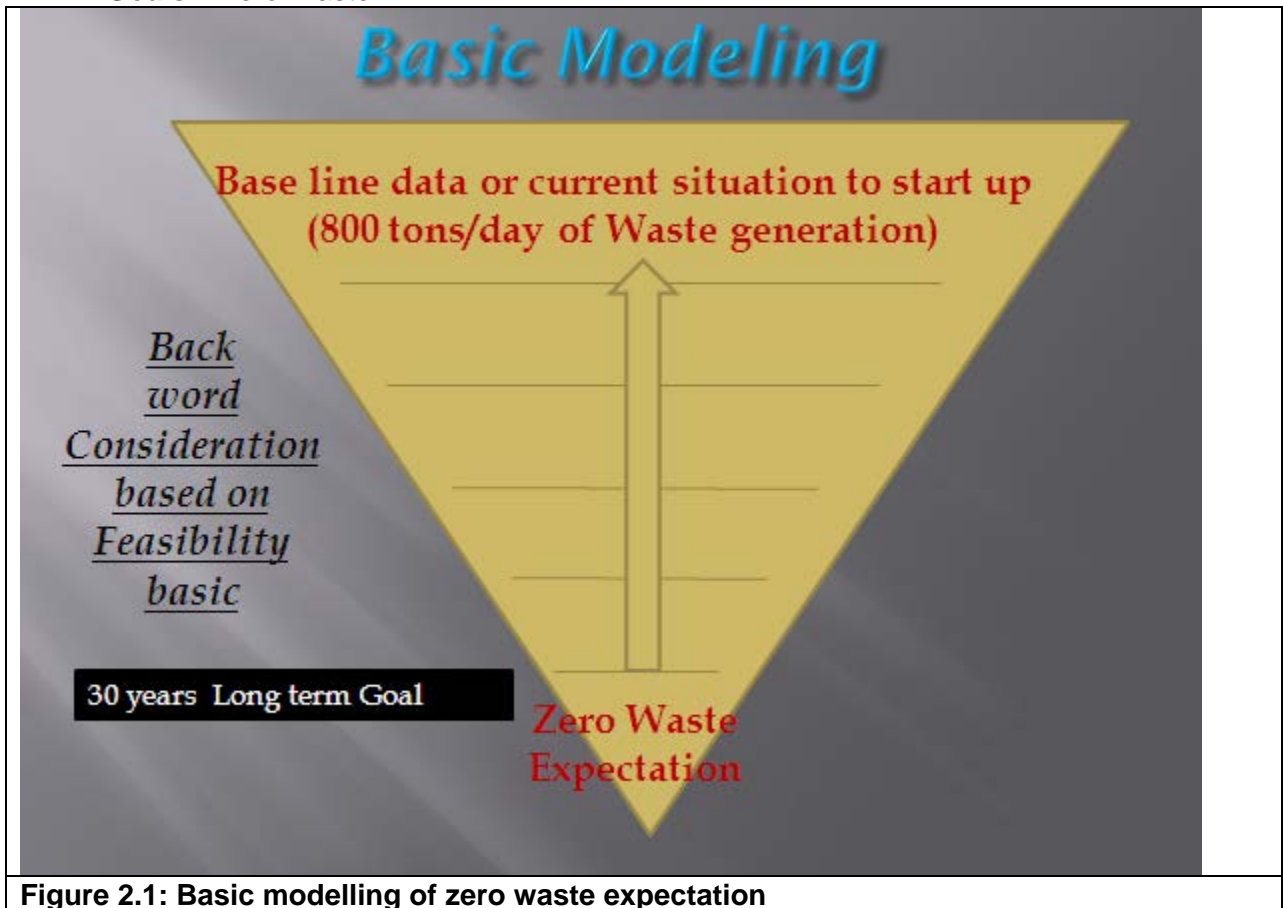 Basic Modeling
Base line data or current situation to start up
(800 tons/day of Waste generation)
Back
word
Consideration
based on
Feasibility
basic
30 years Long term Goal
Zero Waste
Expectation
Figure 2.1: Basic modelling of zero waste expectation